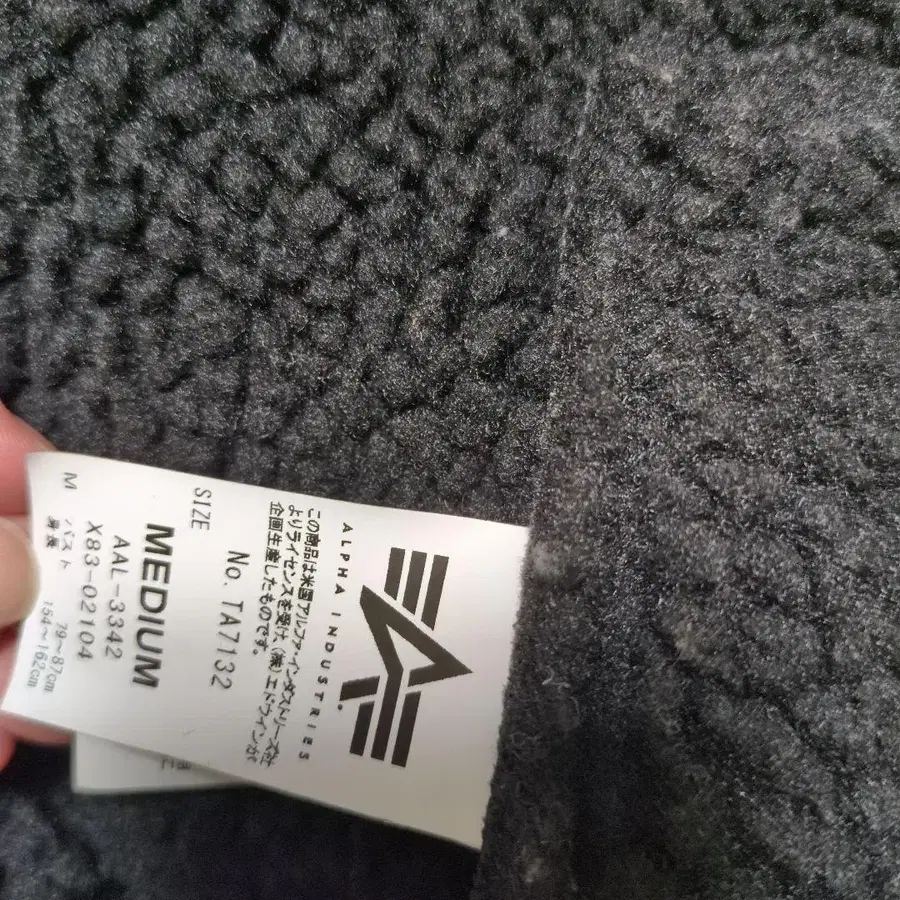 ALPHA INDUSTRIES
この商品は米国アルファインダストリーズ社
よりライセンスを受け、(株)エドウインが
企画生産したものです。
No. TA7132
SIZE
MEDIUM
AAL-3342
X83-02104
M バスト 79〜87cm
身長 154〜162cm